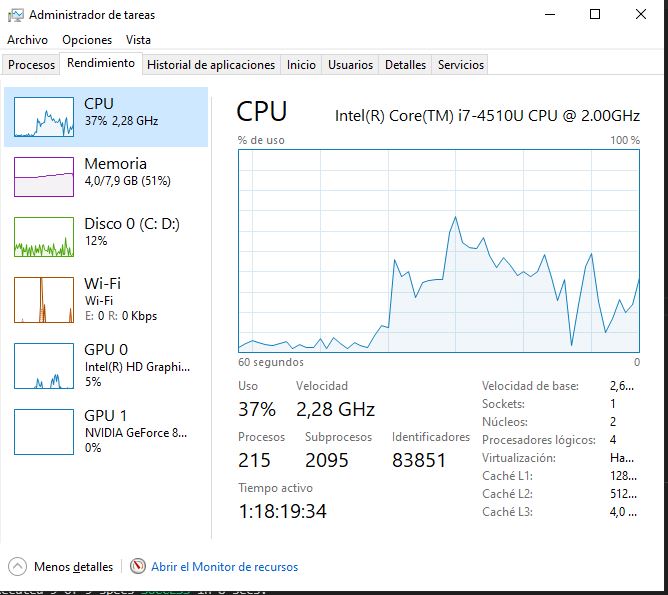 Administrador de tareas
Archivo Opciones Vista
Procesos Rendimiento Historial de aplicaciones Inicio Usuarios Detalles Servicios
CPU
37% 2,28 GHz
Memoria
4,0/7,9 GB (51%)
Disco 0 (C: D:)
12%
Wi-Fi
Wi-Fi
E: 0 R: 0 Kbps
GPU 0
Intel(R) HD Graphi...
5%
GPU 1
NVIDIA GeForce 8...
0%
CPU Intel(R) Core(TM) i7-4510U CPU @ 2.00GHz
% de uso 100 %
60 segundos 0
Uso Velocidad
37% 2,28 GHz
Procesos Subprocesos Identificadores
215 2095 83851
Tiempo activo
1:18:19:34
Velocidad de base: 2,6...
Sockets: 1
Núcleos: 2
Procesadores lógicos: 4
Virtualización: Ha...
Caché L1: 128...
Caché L2: 512...
Caché L3: 4,0 ...
Menos detalles Abrir el Monitor de recursos
specs SUCCESS in 8 secs.